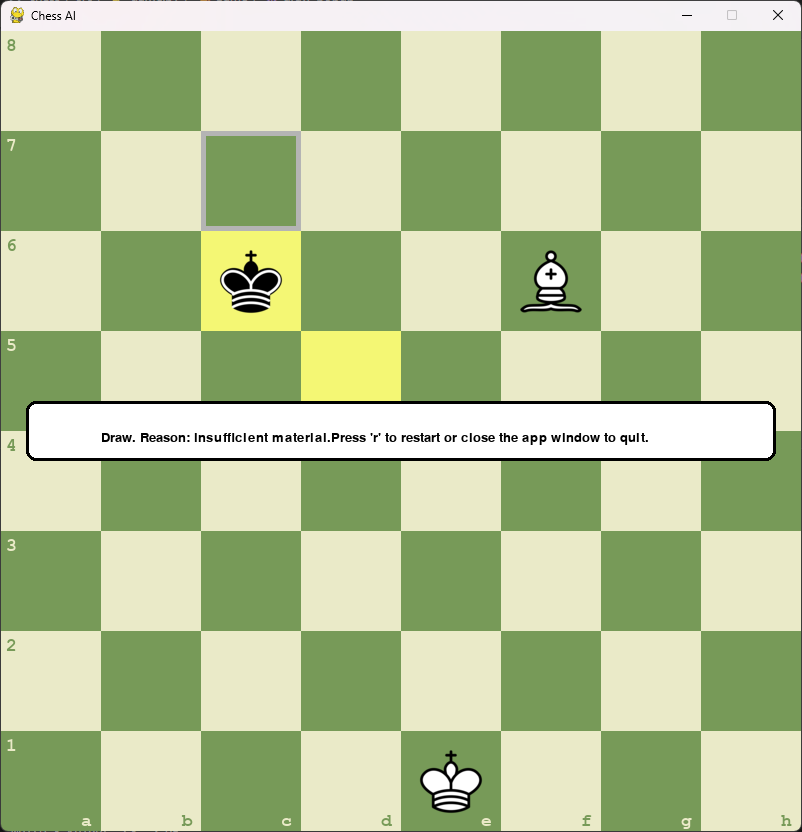 Chess AI
8
7
6
5
Draw. Reason: insufficient material.Press 'r' to restart or close the app window to quit.
4
3
2
1
a b c d e f g h